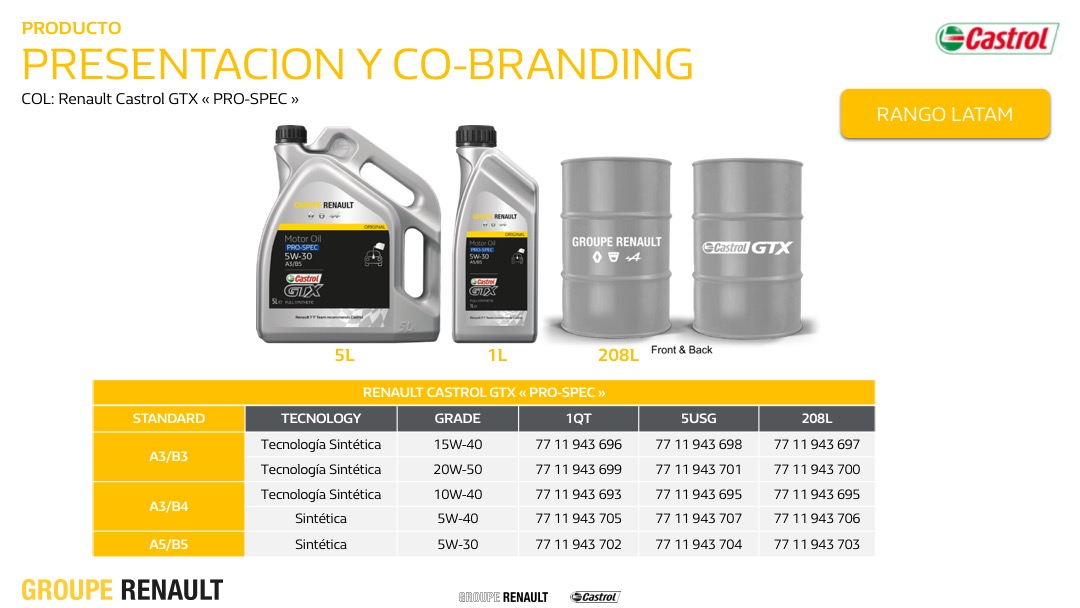 PRODUCTO
PRESENTACION Y CO-BRANDING
COL: Renault Castrol GTX « PRO-SPEC »
Castrol
RANGO LATAM
GROUPE RENAULT
ORIGINAL
Motor Oil
PRO-SPEC
5W-30
A3/B5
Castrol
GTX
5L
FULL SYNTHETIC
5L
GROUPE RENAULT
ORIGINAL
Motor Oil
PRO-SPEC
5W-30
A5/B5
Castrol
GTX
1L
FULL SYNTHETIC
GROUPE RENAULT
Castrol GTX
5L
1L
208L
Front & Back
RENAULT CASTROL GTX « PRO-SPEC »
STANDARD TECNOLOGY GRADE 1QT 5USG 208L
A3/B3 Tecnología Sintética 15W-40 77 11 943 696 77 11 943 698 77 11 943 697
Tecnología Sintética 20W-50 77 11 943 699 77 11 943 701 77 11 943 700
A3/B4 Tecnología Sintética 10W-40 77 11 943 693 77 11 943 695 77 11 943 695
Sintética 5W-40 77 11 943 705 77 11 943 707 77 11 943 706
A5/B5 Sintética 5W-30 77 11 943 702 77 11 943 704 77 11 943 703
GROUPE RENAULT
GROUPE RENAULT
Castrol